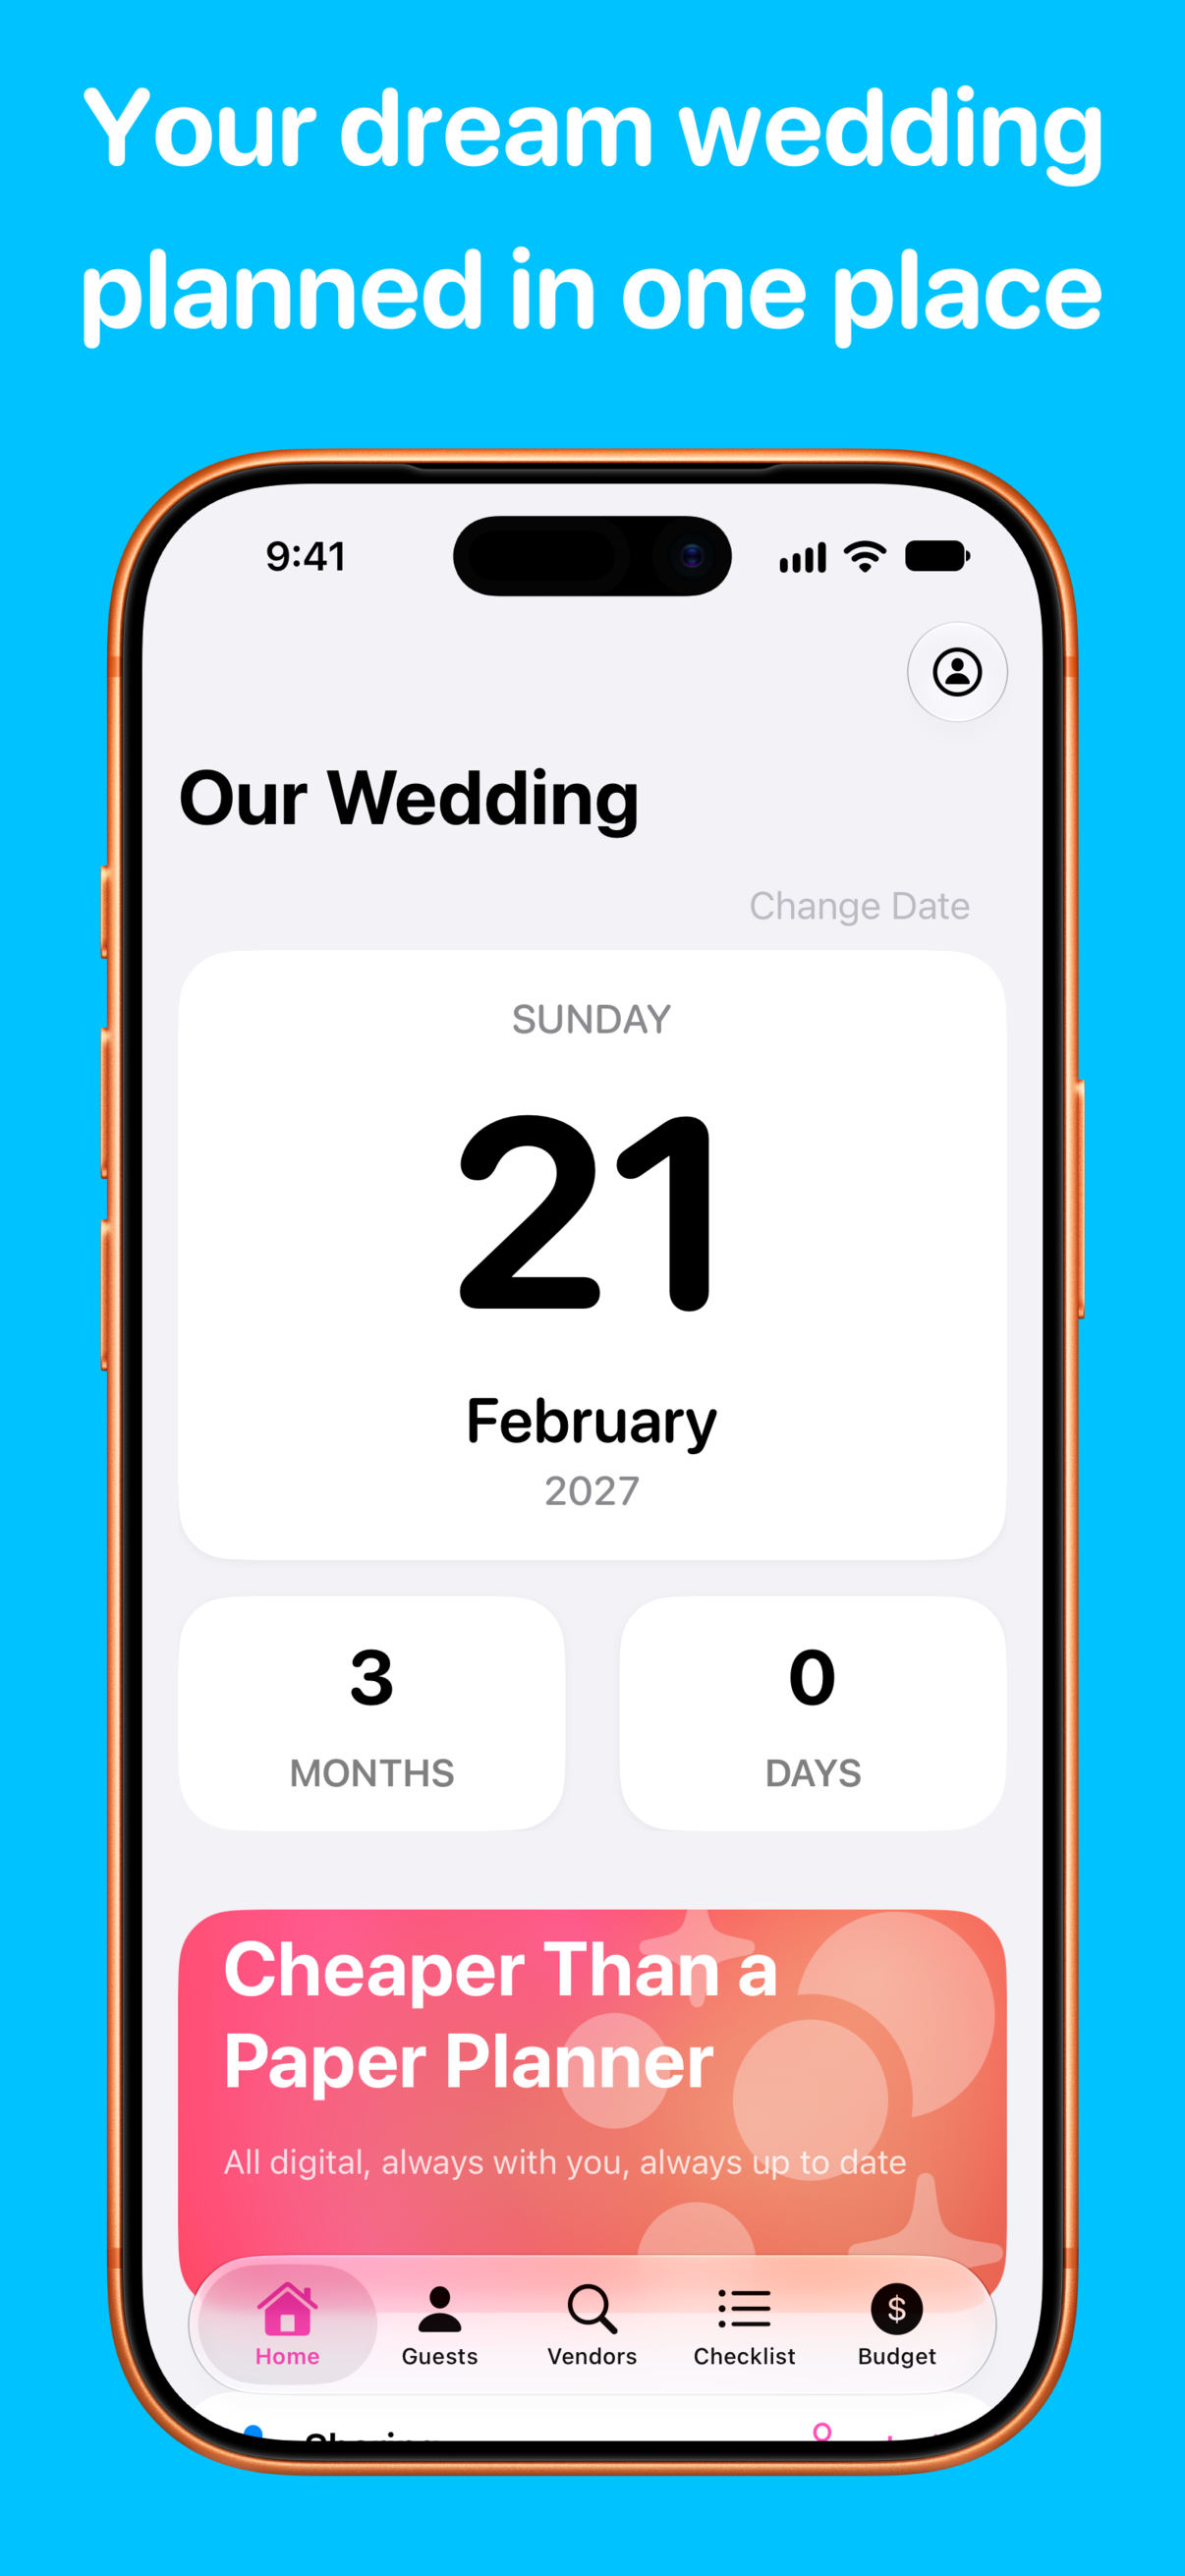 Your dream wedding
planned in one place
9:41
Our Wedding
Change Date
SUNDAY
21
February
2027
3
MONTHS
0
DAYS
Cheaper Than a
Paper Planner
All digital, always with you, always up to date
Home
Guests
Vendors
Checklist
Budget